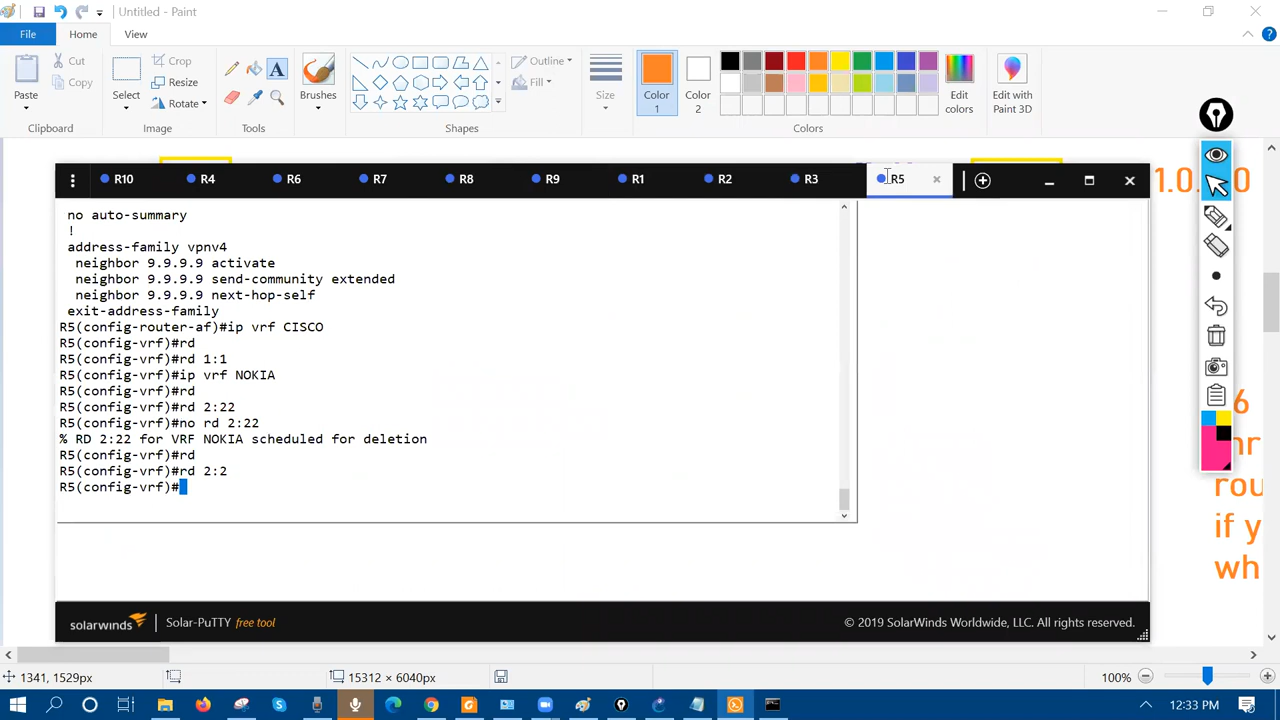 Untitled - Paint
File
Home
View
Paste
Cut
Copy
Clipboard
Select
Crop
Resize
Rotate
Image
Tools
Brushes
Outline
Fill
Shapes
Size
Color 1
Color 2
Edit colors
Edit with Paint 3D
Colors
R10
R4
R6
R7
R8
R9
R1
R2
R3
R5
no auto-summary
!
address-family vpnv4
neighbor 9.9.9.9 activate
neighbor 9.9.9.9 send-community extended
neighbor 9.9.9.9 next-hop-self
exit-address-family
R5(config-router-af)#ip vrf CISCO
R5(config-vrf)#rd
R5(config-vrf)#rd 1:1
R5(config-vrf)#ip vrf NOKIA
R5(config-vrf)#rd
R5(config-vrf)#rd 2:22
R5(config-vrf)#no rd 2:22
% RD 2:22 for VRF NOKIA scheduled for deletion
R5(config-vrf)#rd
R5(config-vrf)#rd 2:2
R5(config-vrf)#
solarwinds
Solar-PuTTY free tool
© 2019 SolarWinds Worldwide, LLC. All rights reserved.
rou
if y
wh
1341, 1529px
15312 × 6040px
100%
12:33 PM